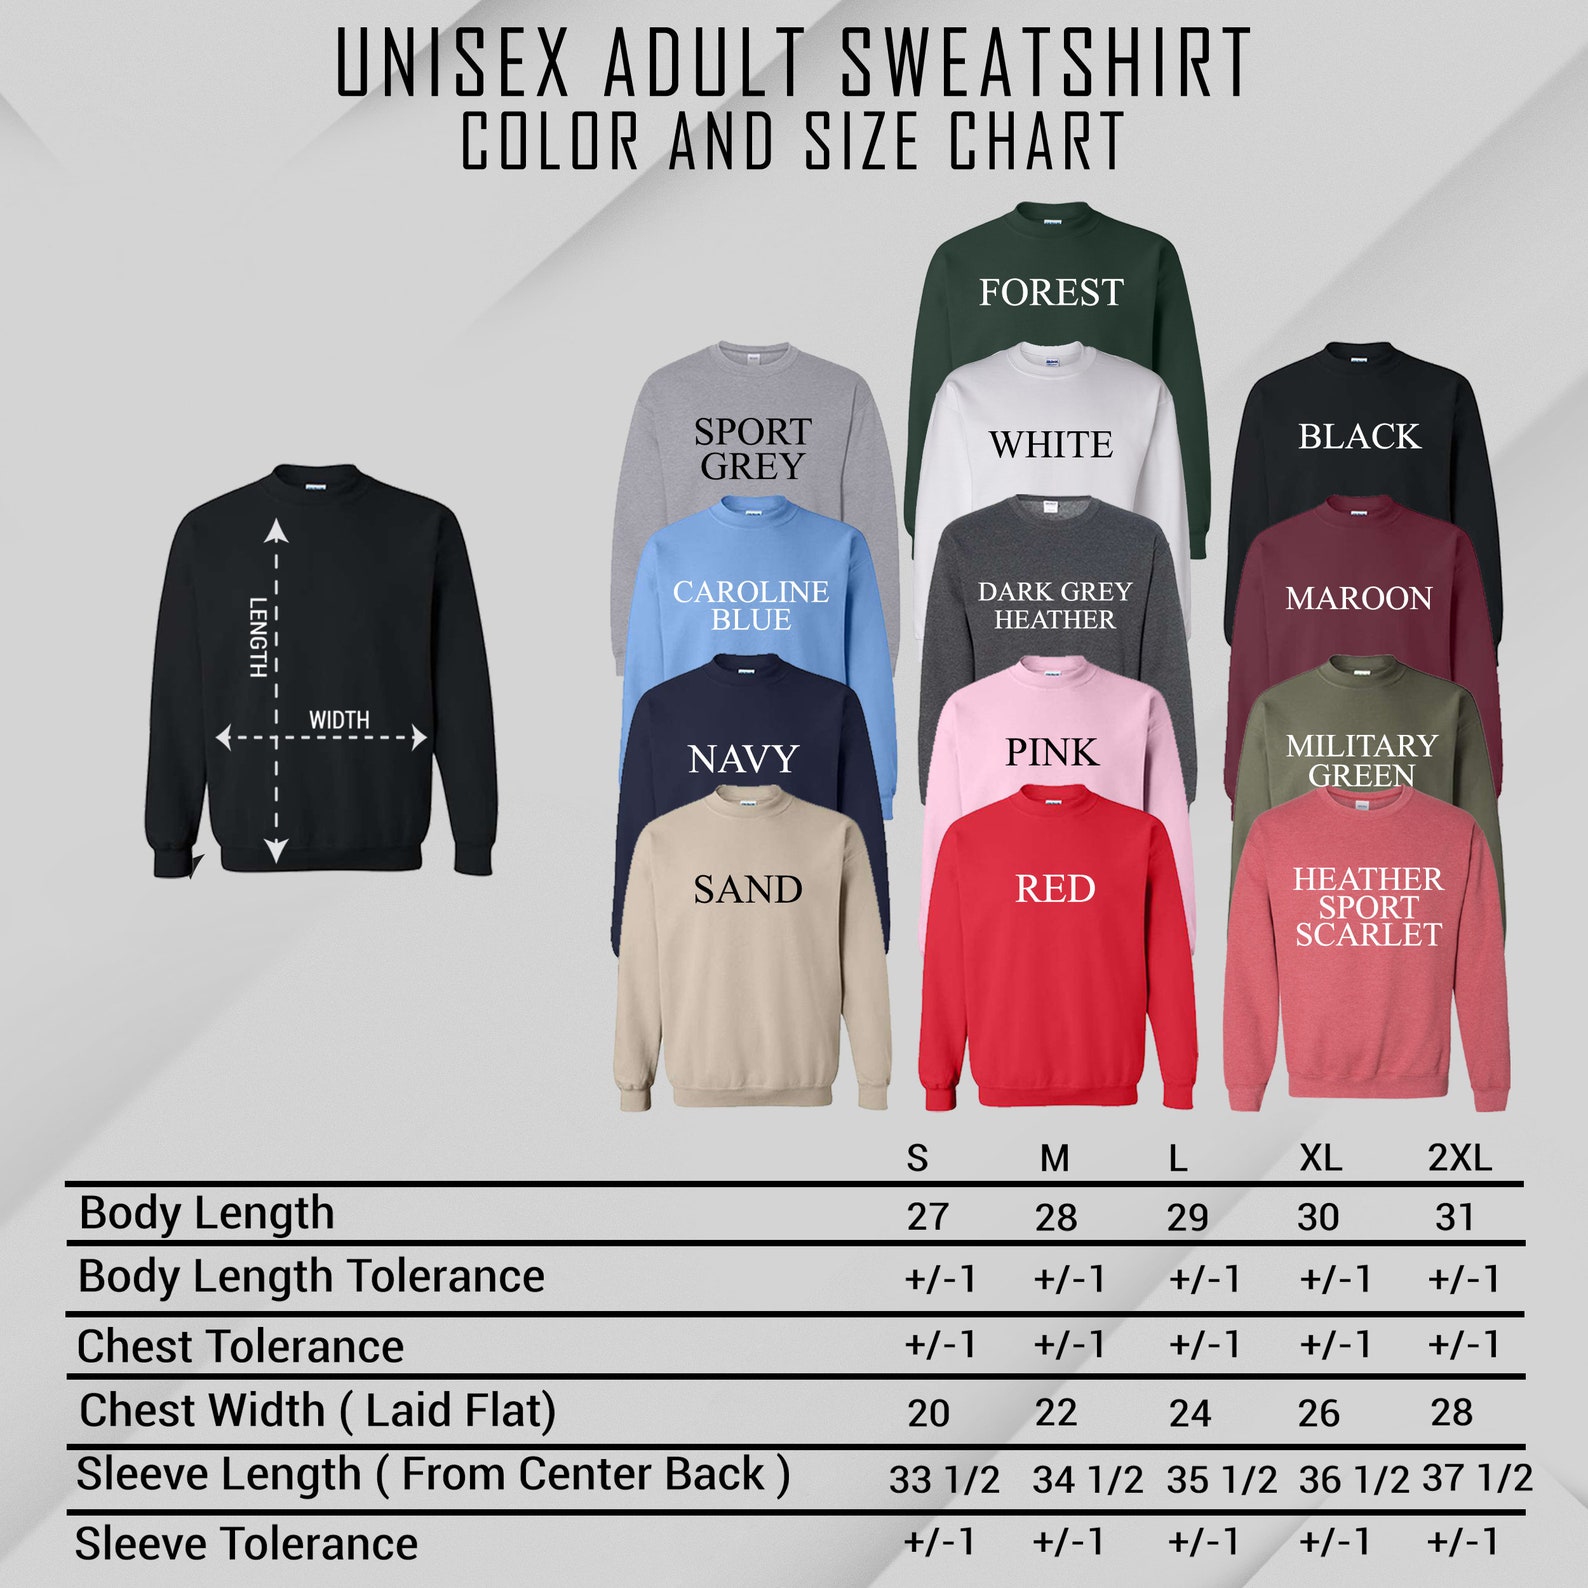 UNISEX ADULT SWEATSHIRT
COLOR AND SIZE CHART
FOREST
SPORT
GREY
WHITE
BLACK
CAROLINE
BLUE
DARK GREY
HEATHER
MAROON
LENGTH
WIDTH
NAVY
PINK
MILITARY
GREEN
SAND
RED
HEATHER
SPORT
SCARLET
S M L XL 2XL
Body Length 27 28 29 30 31
Body Length Tolerance +/-1 +/-1 +/-1 +/-1 +/-1
Chest Tolerance +/-1 +/-1 +/-1 +/-1 +/-1
Chest Width ( Laid Flat) 20 22 24 26 28
Sleeve Length ( From Center Back ) 33 1/2 34 1/2 35 1/2 36 1/2 37 1/2
Sleeve Tolerance +/-1 +/-1 +/-1 +/-1 +/-1